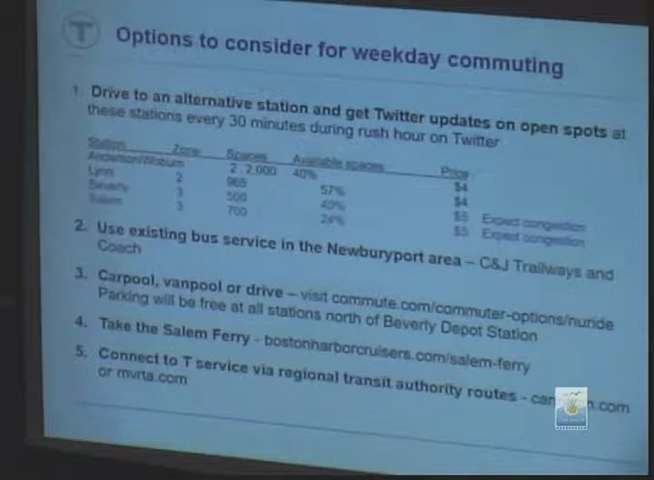 T
Options to consider for weekday commuting
1. Drive to an alternative station and get Twitter updates on open spots at
these stations every 30 minutes during rush hour on Twitter
Station Zone Spaces Available spaces Price
Anderson/Woburn 2 2,000 40% $4
Lynn 2 965 57% $4
Beverly 3 500 40% $5 Expect congestion
Salem 3 700 24% $5 Expect congestion
2. Use existing bus service in the Newburyport area – C&J Trailways and
Coach
3. Carpool, vanpool or drive – visit commute.com/commuter-options/nuride
Parking will be free at all stations north of Beverly Depot Station
4. Take the Salem Ferry - bostonharborcruisers.com/salem-ferry
5. Connect to T service via regional transit authority routes -
or mvrta.com